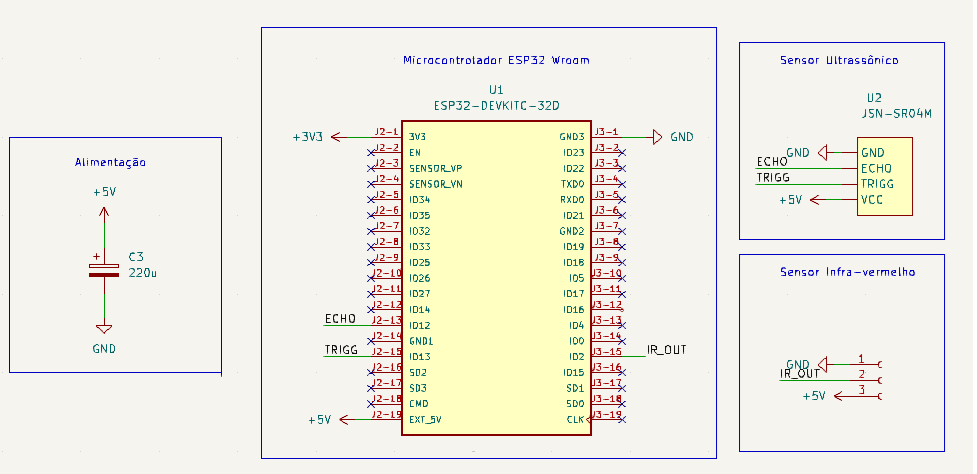 Alimentação
+5V
+
C3
220u
GND
Microcontrolador ESP32 Wroom
U1
ESP32-DEVKITC-32D
+3V3 J2-1 3V3 GND3 J3-1 GND
J2-2 EN IO23 J3-2
J2-3 SENSOR_VP IO22 J3-3
J2-4 SENSOR_VN TXD0 J3-4
J2-5 IO34 RXD0 J3-5
J2-6 IO35 IO21 J3-6
J2-7 IO32 GND2 J3-7
J2-8 IO33 IO19 J3-8
J2-9 IO25 IO18 J3-9
J2-10 IO26 IO5 J3-10
J2-11 IO27 IO17 J3-11
J2-12 IO14 IO16 J3-12
ECHO J2-13 IO12 IO4 J3-13
J2-14 GND1 IO0 J3-14
TRIGG J2-15 IO13 IO2 J3-15 IR_OUT
J2-16 SD2 IO15 J3-16
J2-17 SD3 SD1 J3-17
J2-18 CMD SD0 J3-18
+5V J2-19 EXT_5V CLK J3-19
Sensor Ultrassônico
U2
JSN-SR04M
GND GND
ECHO ECHO
TRIGG TRIGG
+5V VCC
Sensor Infra-vermelho
GND 1
IR_OUT 2
+5V 3